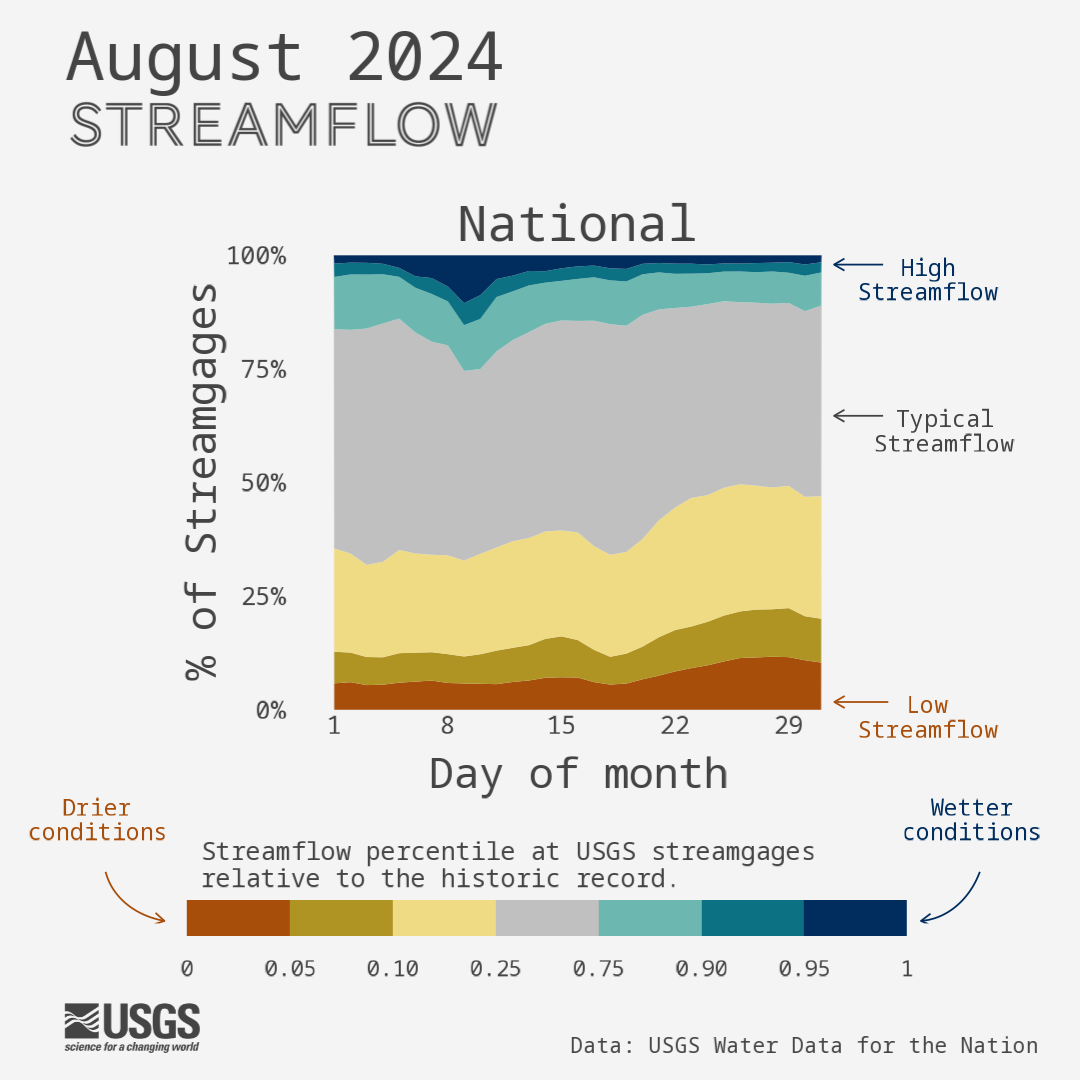 August 2024
STREAMFLOW
National
% of Streamgages
100%
75%
50%
25%
0%
1 8 15 22 29
Day of month
High
Streamflow
Typical
Streamflow
Low
Streamflow
Drier
conditions
Wetter
conditions
Streamflow percentile at USGS streamgages
relative to the historic record.
0 0.05 0.10 0.25 0.75 0.90 0.95 1
USGS
science for a changing world
Data: USGS Water Data for the Nation